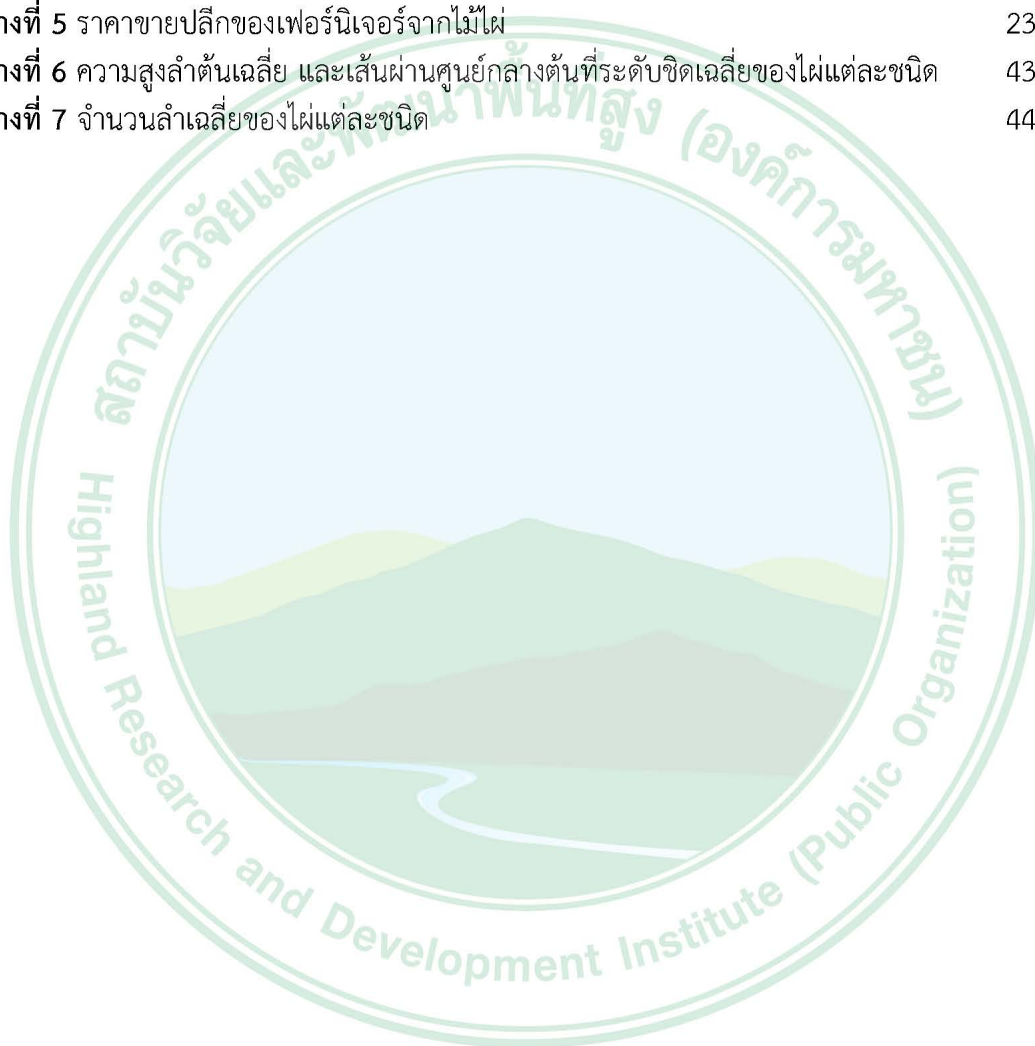 างที่ 5 ราคาขายปลีกของเฟอร์นิเจอร์จากไม้ไผ่ 23
างที่ 6 ความสูงลำต้นเฉลี่ย และเส้นผ่านศูนย์กลางต้นที่ระดับชิดเฉลี่ยของไผ่แต่ละชนิด 43
างที่ 7 จำนวนลำเฉลี่ยของไผ่แต่ละชนิด 44
สถาบันวิจัยและพัฒนาพื้นที่สูง (องค์การมหาชน)
Highland Research and Development Institute (Public Organization)